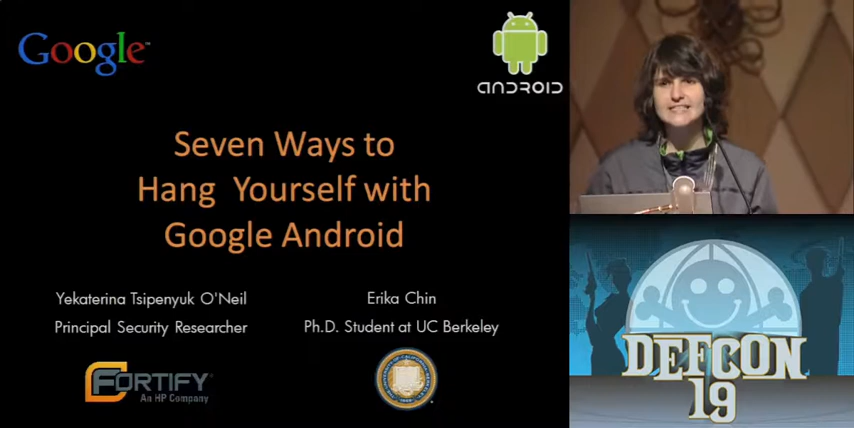 Google™
ANDROID
Seven Ways to
Hang Yourself with
Google Android
Yekaterina Tsipenyuk O'Neil
Principal Security Researcher
Erika Chin
Ph.D. Student at UC Berkeley
FORTIFY®
An HP Company
DEFCON
19